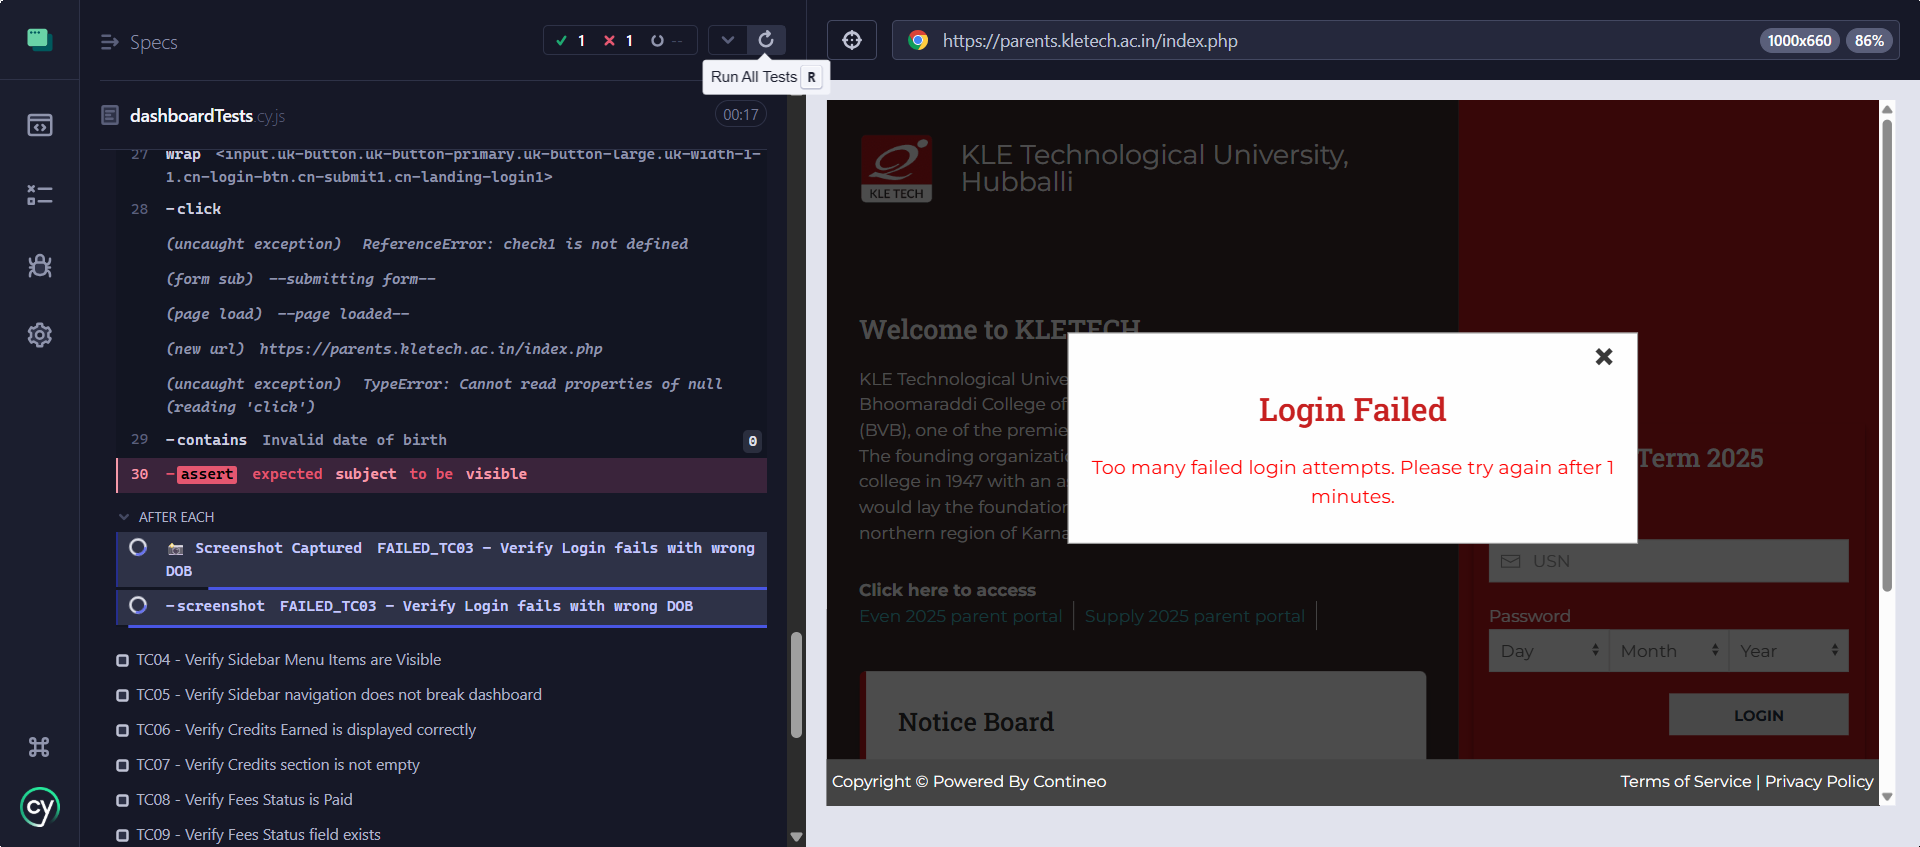 Specs
1
1
--
Run All Tests R
dashboardTests.cy.js
00:17
27 wrap <input.uk-button.uk-button-primary.uk-button-large.uk-width-1-
1.cn-login-btn.cn-submit1.cn-landing-login1>
28 -click
(uncaught exception) ReferenceError: check1 is not defined
(form sub) --submitting form--
(page load) --page loaded--
(new url) https://parents.kletech.ac.in/index.php
(uncaught exception) TypeError: Cannot read properties of null
(reading 'click')
29 -contains Invalid date of birth 0
30 -assert expected subject to be visible
AFTER EACH
Screenshot Captured FAILED_TC03 - Verify Login fails with wrong
DOB
-screenshot FAILED_TC03 - Verify Login fails with wrong DOB
TC04 - Verify Sidebar Menu Items are Visible
TC05 - Verify Sidebar navigation does not break dashboard
TC06 - Verify Credits Earned is displayed correctly
TC07 - Verify Credits section is not empty
TC08 - Verify Fees Status is Paid
TC09 - Verify Fees Status field exists
cy
https://parents.kletech.ac.in/index.php
1000x660
86%
KLE TECH
KLE Technological University,
Hubballi
Welcome to KLETECH
KLE Technological
Bhoomaraddi College of
(BVB), one of the
The founding
college in 1947 with an
would lay the foundation
northern region of
Click here to access
Even 2025 parent portal
Supply 2025 parent portal
Notice Board
Login Failed
Too many failed login attempts. Please try again after 1
minutes.
Term 2025
USN
Password
Day Month Year
LOGIN
Copyright © Powered By Contineo
Terms of Service | Privacy Policy